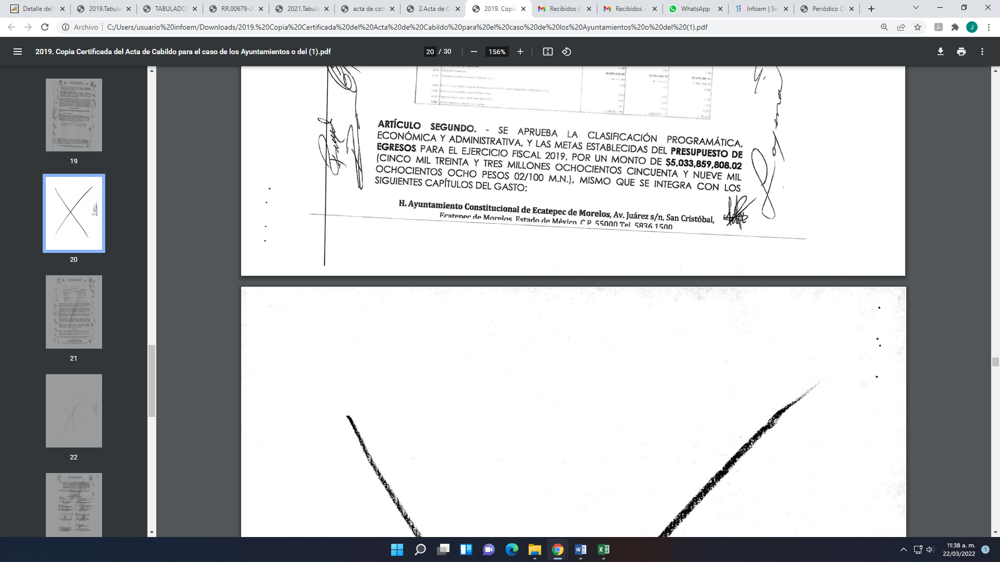 Detalle del S
2019.Tabula
TABULADO
RR.00679-2
2021.Tabula
acta de cab
2.Acta de C
2019. Copia
Recibidos (1
Recibidos -
WhatsApp
Infoem | So
Periódico O
Archivo | C:/Users/usuario%20infoem/Downloads/2019.%20Copia%20Certificada%20del%20Acta%20de%20Cabildo%20para%20el%20caso%20de%20los%20Ayuntamientos%20o%20del%20(1).pdf
J
2019. Copia Certificada del Acta de Cabildo para el caso de los Ayuntamientos o del (1).pdf
20 / 30
156%
19
20
21
22
ARTÍCULO SEGUNDO. - SE APRUEBA LA CLASIFICACIÓN PROGRAMÁTICA,
ECONÓMICA Y ADMINISTRATIVA, Y LAS METAS ESTABLECIDAS DEL PRESUPUESTO DE
EGRESOS PARA EL EJERCICIO FISCAL 2019, POR UN MONTO DE $5,033,859,808.02
(CINCO MIL TREINTA Y TRES MILLONES OCHOCIENTOS CINCUENTA Y NUEVE MIL
OCHOCIENTOS OCHO PESOS 02/100 M.N.), MISMO QUE SE INTEGRA CON LOS
SIGUIENTES CAPÍTULOS DEL GASTO:
H. Ayuntamiento Constitucional de Ecatepec de Morelos, Av. Juárez s/n, San Cristóbal,
Ecatepec de Morelos, Estado de México, C.P. 55000 Tel. 5836 1500
11:38 a. m.
22/03/2022
1